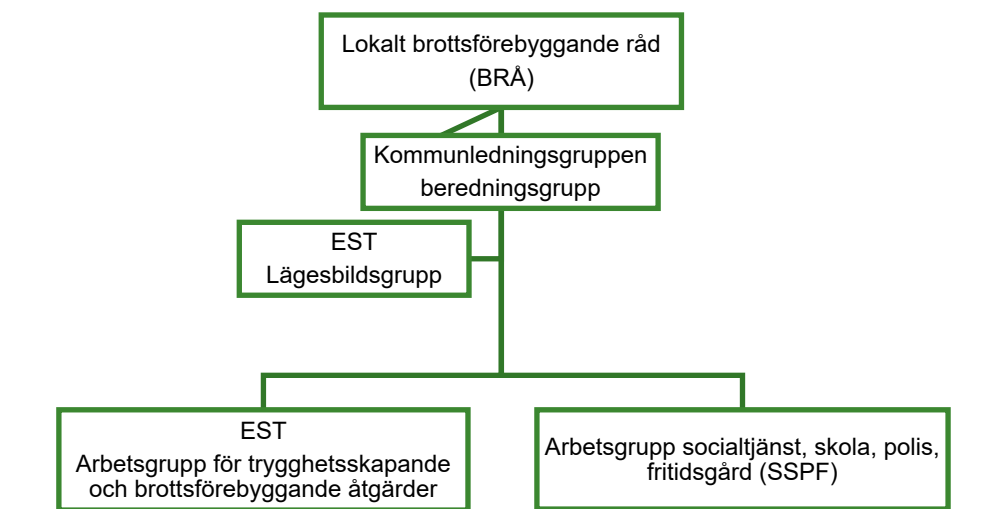 Lokalt brottsförebyggande råd
(BRÅ)
Kommunledningsgruppen
beredningsgrupp
EST
Lägesbildsgrupp
EST
Arbetsgrupp för trygghetsskapande
och brottsförebyggande åtgärder
Arbetsgrupp socialtjänst, skola, polis,
fritidsgård (SSPF)